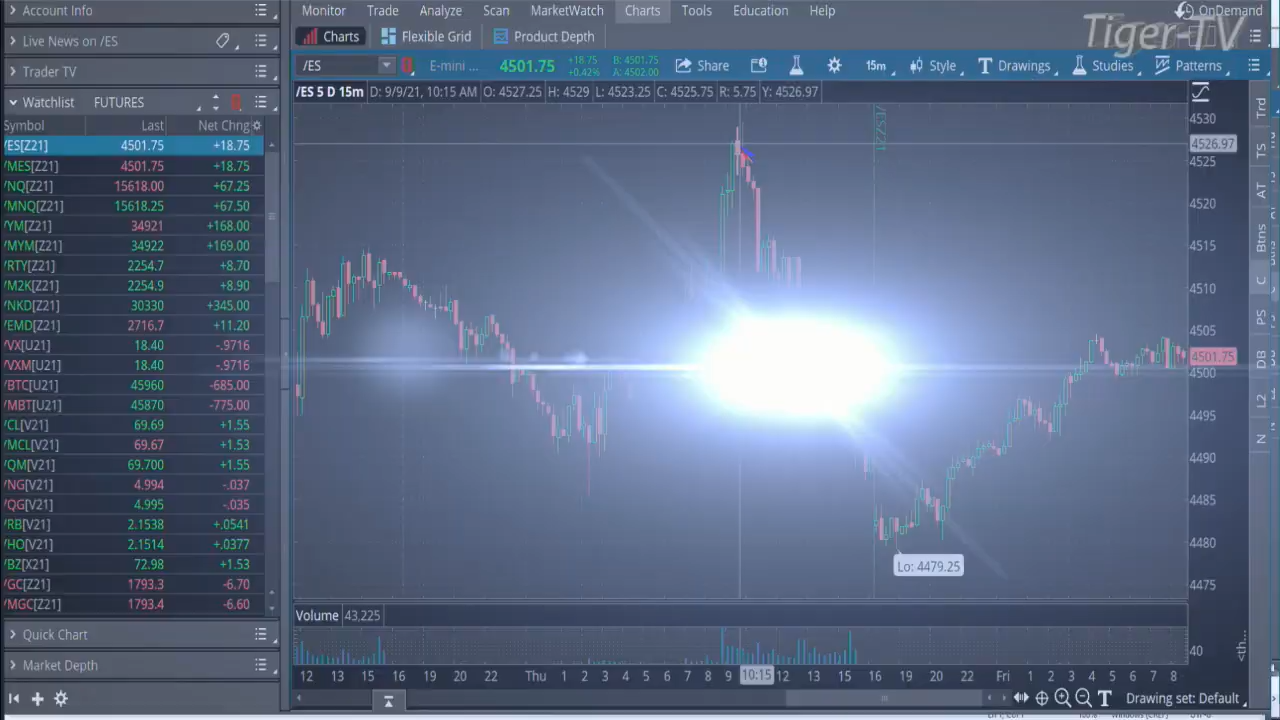 Account Info
Live News on /ES
Trader TV
Watchlist FUTURES
Symbol Last Net Chng
/ES[Z21] 4501.75 +18.75
/MES[Z21] 4501.75 +18.75
/NQ[Z21] 15618.00 +67.25
/MNQ[Z21] 15618.25 +67.50
/YM[Z21] 34921 +168.00
/MYM[Z21] 34922 +169.00
/RTY[Z21] 2254.7 +8.70
/M2K[Z21] 2254.9 +8.90
/NKD[Z21] 30330 +345.00
/EMD[Z21] 2716.7 +11.20
/VX[U21] 18.40 -.9716
/VXM[U21] 18.40 -.9716
/BTC[U21] 45960 -685.00
/MBT[U21] 45870 -775.00
/CL[V21] 69.69 +1.55
/MCL[V21] 69.67 +1.53
/QM[V21] 69.700 +1.55
/NG[V21] 4.994 -.037
/QG[V21] 4.995 -.035
/RB[V21] 2.1538 +.0541
/HO[V21] 2.1514 +.0377
/BZ[X21] 72.98 +1.53
/GC[Z21] 1793.3 -6.70
/MGC[Z21] 1793.4 -6.60
Quick Chart
Market Depth
Monitor Trade Analyze Scan MarketWatch Charts Tools Education Help
OnDemand
Tiger-TV
Charts Flexible Grid Product Depth
/ES E-mini ... 4501.75 +18.75 +0.42% B: 4501.75 A: 4502.00 Share 15m Style Drawings Studies Patterns
/ES 5 D 15m D: 9/9/21, 10:15 AM O: 4527.25 H: 4529 L: 4523.25 C: 4525.75 R: 5.75 Y: 4526.97
/ESZ21
4530
4526.97
4525
4520
4515
4510
4505
4501.75
4500
4495
4490
4485
4480
4475
Lo: 4479.25
Volume 43,225
40
<th...
12 13 15 16 19 20 22 Thu 1 2 3 4 5 6 7 8 9 10:15 12 13 14 15 16 19 20 22 Fri 1 2 3 4 5 6 7 8
Drawing set: Default
Trd
TS
AT
Btns
C
PS
DB
L2
N